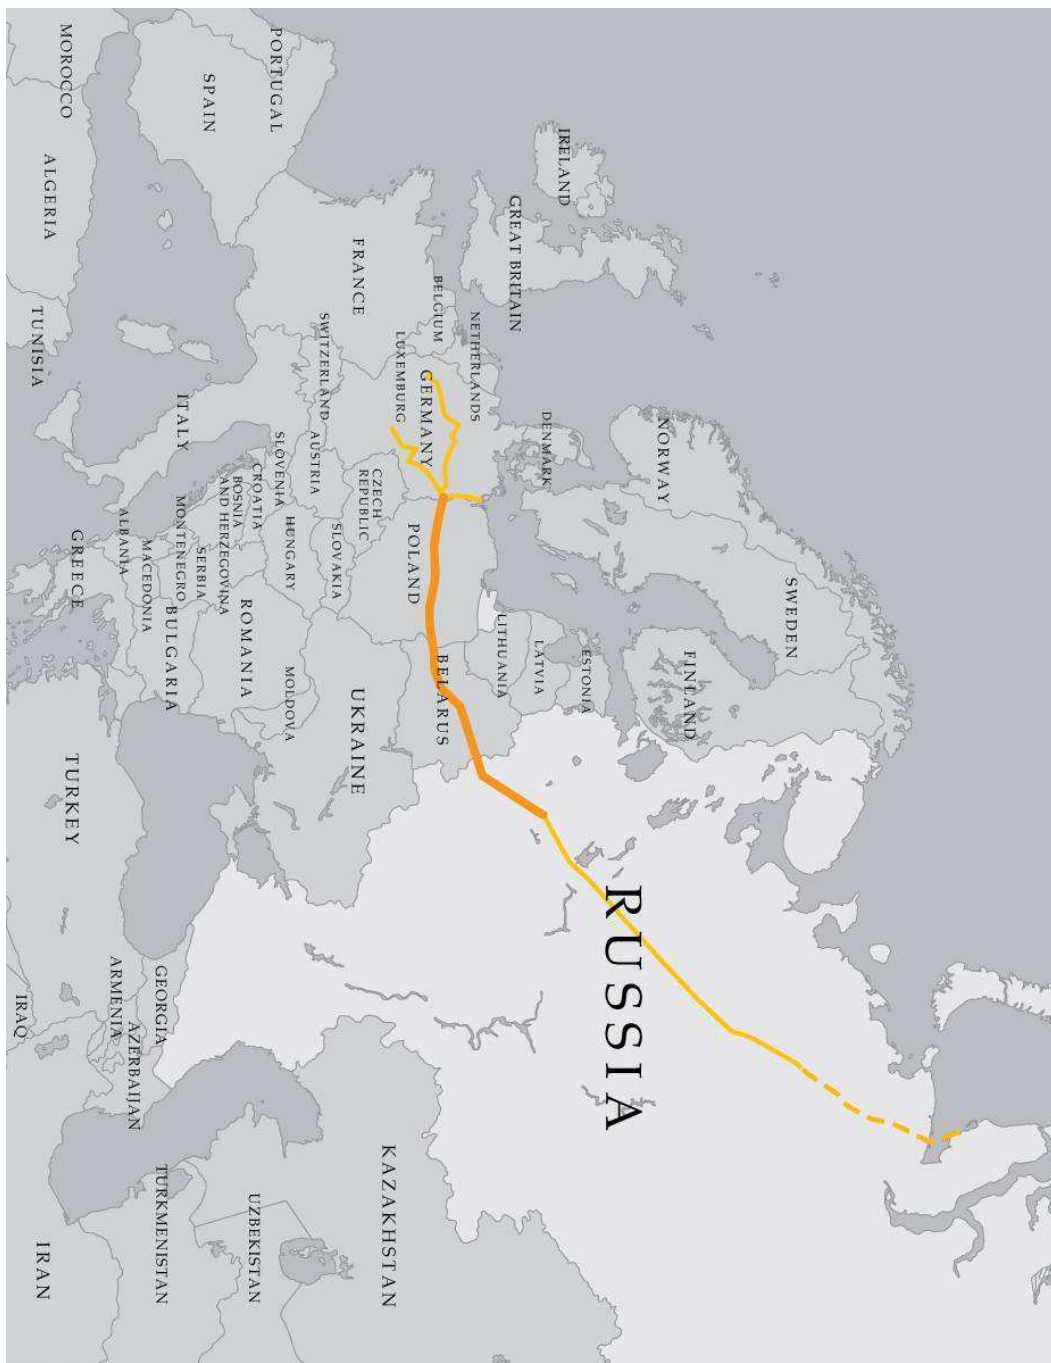 IRELAND
GREAT BRITAIN
NORWAY
SWEDEN
FINLAND
DENMARK
ESTONIA
LATVIA
LITHUANIA
NETHERLANDS
BELGIUM
LUXEMBURG
GERMANY
POLAND
BELARUS
RUSSIA
FRANCE
SWITZERLAND
AUSTRIA
CZECH
REPUBLIC
SLOVAKIA
UKRAINE
PORTUGAL
SPAIN
ITALY
SLOVENIA
CROATIA
BOSNIA
AND HERZEGOVINA
HUNGARY
MOLDOVA
ROMANIA
SERBIA
MONTENEGRO
BULGARIA
MACEDONIA
ALBANIA
GREECE
TURKEY
GEORGIA
ARMENIA
AZERBAIJAN
KAZAKHSTAN
UZBEKISTAN
TURKMENISTAN
MOROCCO
ALGERIA
TUNISIA
IRAQ
IRAN